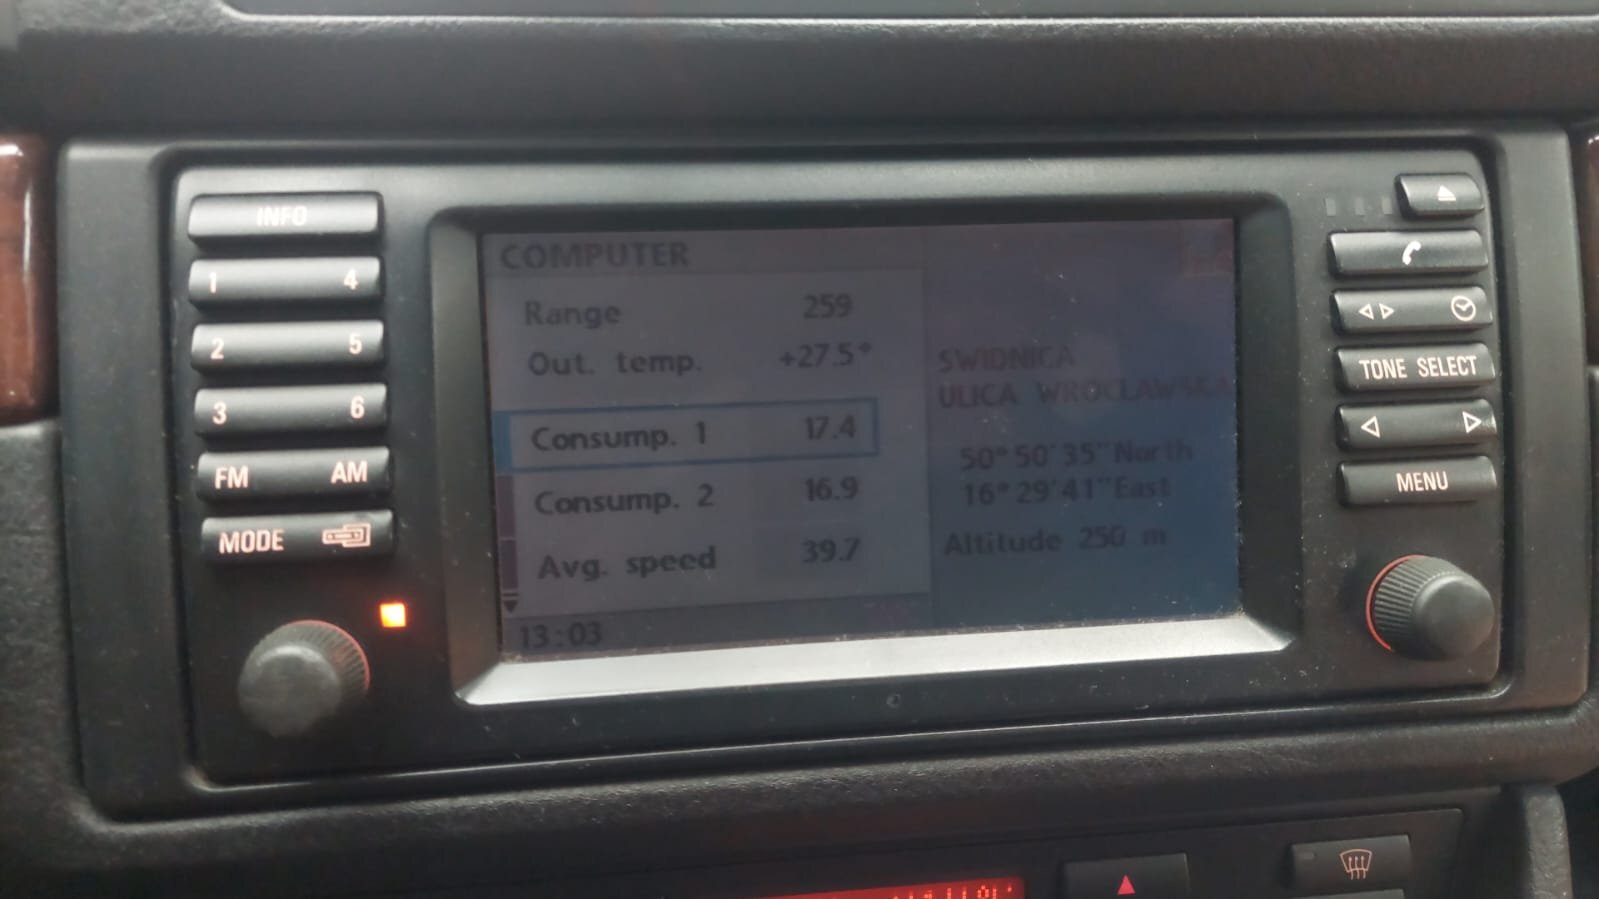 INFO
1 4
2 5
3 6
FM AM
MODE
COMPUTER
Range 259
Out. temp. +27.5°
Consump. 1 17.4
Consump. 2 16.9
Avg. speed 39.7
13:03
SWIDNICA
ULICA WROCLAWSKA
50°50'35"North
16°29'41"East
Altitude 250 m
TONE SELECT
MENU